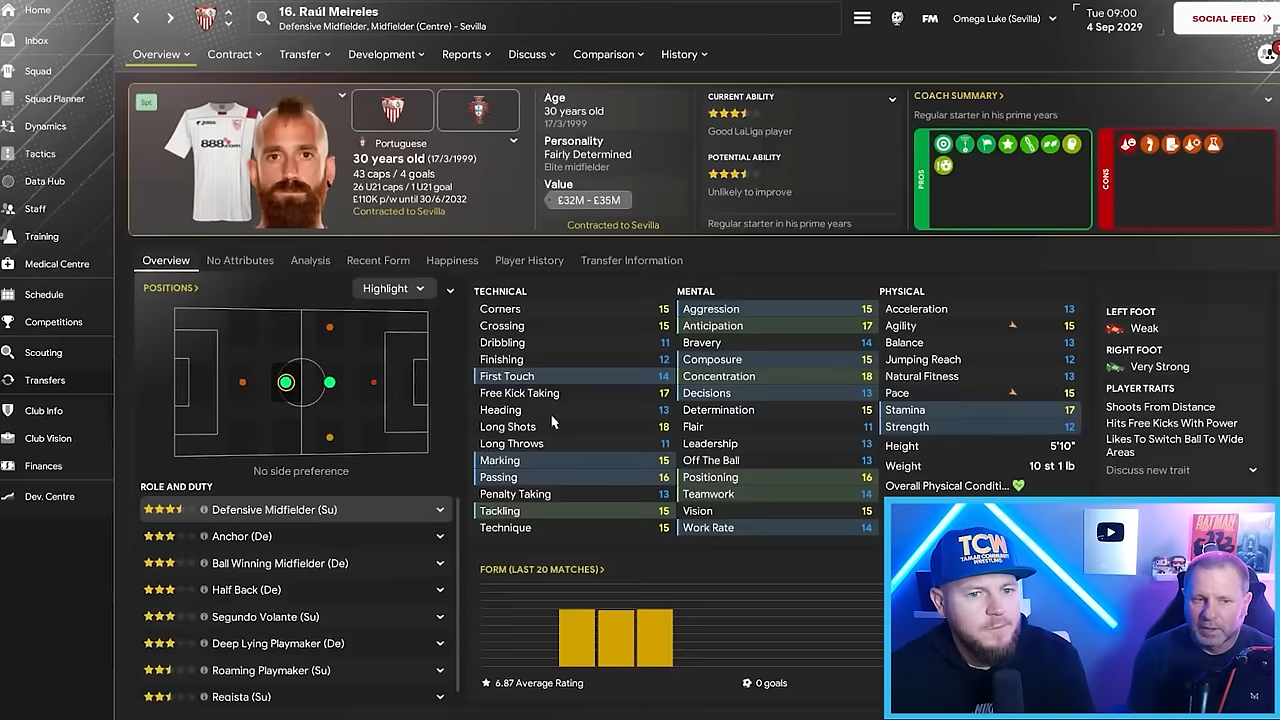 Home
Inbox
Squad
Squad Planner
Dynamics
Tactics
Data Hub
Staff
Training
Medical Centre
Schedule
Competitions
Scouting
Transfers
Club Info
Club Vision
Finances
Dev. Centre
16. Raúl Meireles
Defensive Midfielder, Midfielder (Centre) - Sevilla
FM
Omega Luke (Sevilla)
Tue 09:00
4 Sep 2029
SOCIAL FEED
Overview
Contract
Transfer
Development
Reports
Discuss
Comparison
History
Spt
888.com
Portuguese
30 years old (17/3/1999)
43 caps / 4 goals
26 U21 caps / 1 U21 goal
£110K p/w until 30/6/2032
Contracted to Sevilla
Age
30 years old
17/3/1999
Personality
Fairly Determined
Elite midfielder
Value
£32M - £35M
Contracted to Sevilla
CURRENT ABILITY
Good LaLiga player
POTENTIAL ABILITY
Unlikely to improve
Regular starter in his prime years
COACH SUMMARY
Regular starter in his prime years
PROS
CONS
Overview
No Attributes
Analysis
Recent Form
Happiness
Player History
Transfer Information
POSITIONS
Highlight
No side preference
ROLE AND DUTY
Defensive Midfielder (Su)
Anchor (De)
Ball Winning Midfielder (De)
Half Back (De)
Segundo Volante (Su)
Deep Lying Playmaker (De)
Roaming Playmaker (Su)
Regista (Su)
TECHNICAL
Corners 15
Crossing 15
Dribbling 11
Finishing 12
First Touch 14
Free Kick Taking 17
Heading 13
Long Shots 18
Long Throws 11
Marking 15
Passing 16
Penalty Taking 13
Tackling 15
Technique 15
MENTAL
Aggression 15
Anticipation 17
Bravery 14
Composure 15
Concentration 18
Decisions 13
Determination 15
Flair 11
Leadership 13
Off The Ball 13
Positioning 16
Teamwork 14
Vision 15
Work Rate 14
PHYSICAL
Acceleration 13
Agility 15
Balance 13
Jumping Reach 12
Natural Fitness 13
Pace 15
Stamina 17
Strength 12
Height 5'10"
Weight 10 st 1 lb
Overall Physical Conditi...
LEFT FOOT
Weak
RIGHT FOOT
Very Strong
PLAYER TRAITS
Shoots From Distance
Hits Free Kicks With Power
Likes To Switch Ball To Wide
Areas
Discuss new trait
FORM (LAST 20 MATCHES)
6.87 Average Rating
0 goals
TCW
TAMAR COMMUNITY
WRESTLING
BATMAN